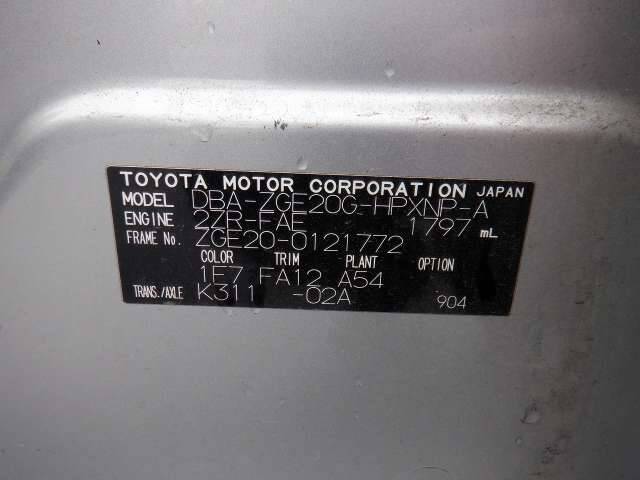 TOYOTA MOTOR CORPORATION JAPAN
MODEL DBA-ZGE20G-HPXNP-A
ENGINE 2ZR-FAE 1797 mL
FRAME No. ZGE20-0121772
COLOR TRIM PLANT OPTION
1F7 FA12 A54
TRANS./AXLE K311 -02A 904